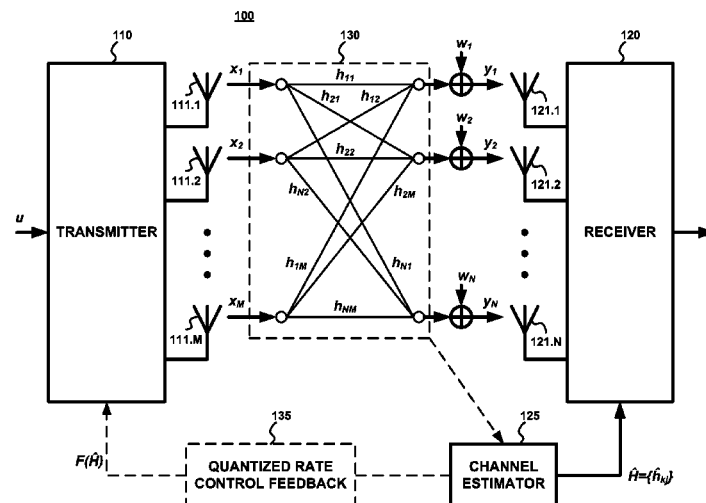 100
110
130
120
x1
h11
w1
y1
h21
h12
111.1
121.1
x2
h22
w2
y2
111.2
121.2
hN2
h2M
u
TRANSMITTER
RECEIVER
h1M
hN1
xM
hNM
wN
yN
111.M
121.N
135
125
F(Ĥ)
QUANTIZED RATE
CONTROL FEEDBACK
CHANNEL
ESTIMATOR
Ĥ={ĥkj}